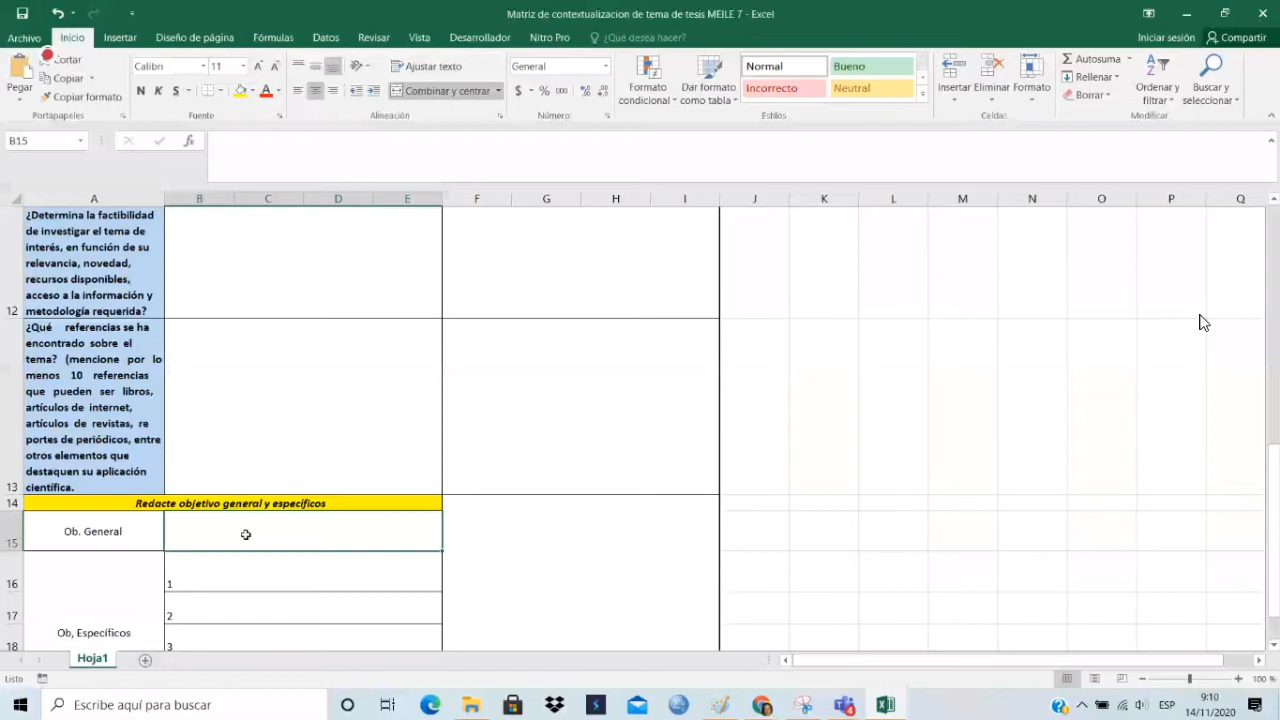 Matriz de contextualizacion de tema de tesis MEILE 7 - Excel
Archivo Inicio Insertar Diseño de página Fórmulas Datos Revisar Vista Desarrollador Nitro Pro ¿Qué desea hacer? Iniciar sesión Compartir
Pegar
Cortar
Copiar
Copiar formato
Portapapeles
Calibri 11
N K S
Fuente
Ajustar texto
Combinar y centrar
Alineación
General
$ % 000
Número
Formato condicional
Dar formato como tabla
Normal Bueno
Incorrecto Neutral
Estilos
Insertar Eliminar Formato
Celdas
Autosuma
Rellenar
Borrar
Ordenar y filtrar
Buscar y seleccionar
Modificar
B15
fx
A B C D E F G H I J K L M N O P Q
¿Determina la factibilidad
de investigar el tema de
interés, en función de su
relevancia, novedad,
recursos disponibles,
acceso a la información y
12 metodología requerida?
¿Qué referencias se ha
encontrado sobre el
tema? (mencione por lo
menos 10 referencias
que pueden ser libros,
artículos de internet,
artículos de revistas, re
portes de periódicos, entre
otros elementos que
destaquen su aplicación
13 científica.
14 Redacte objetivo general y especificos
15 Ob. General
16 1
17 2
Ob, Específicos
18 3
Hoja1
Listo
100 %
Escribe aquí para buscar
ESP
9:10
14/11/2020